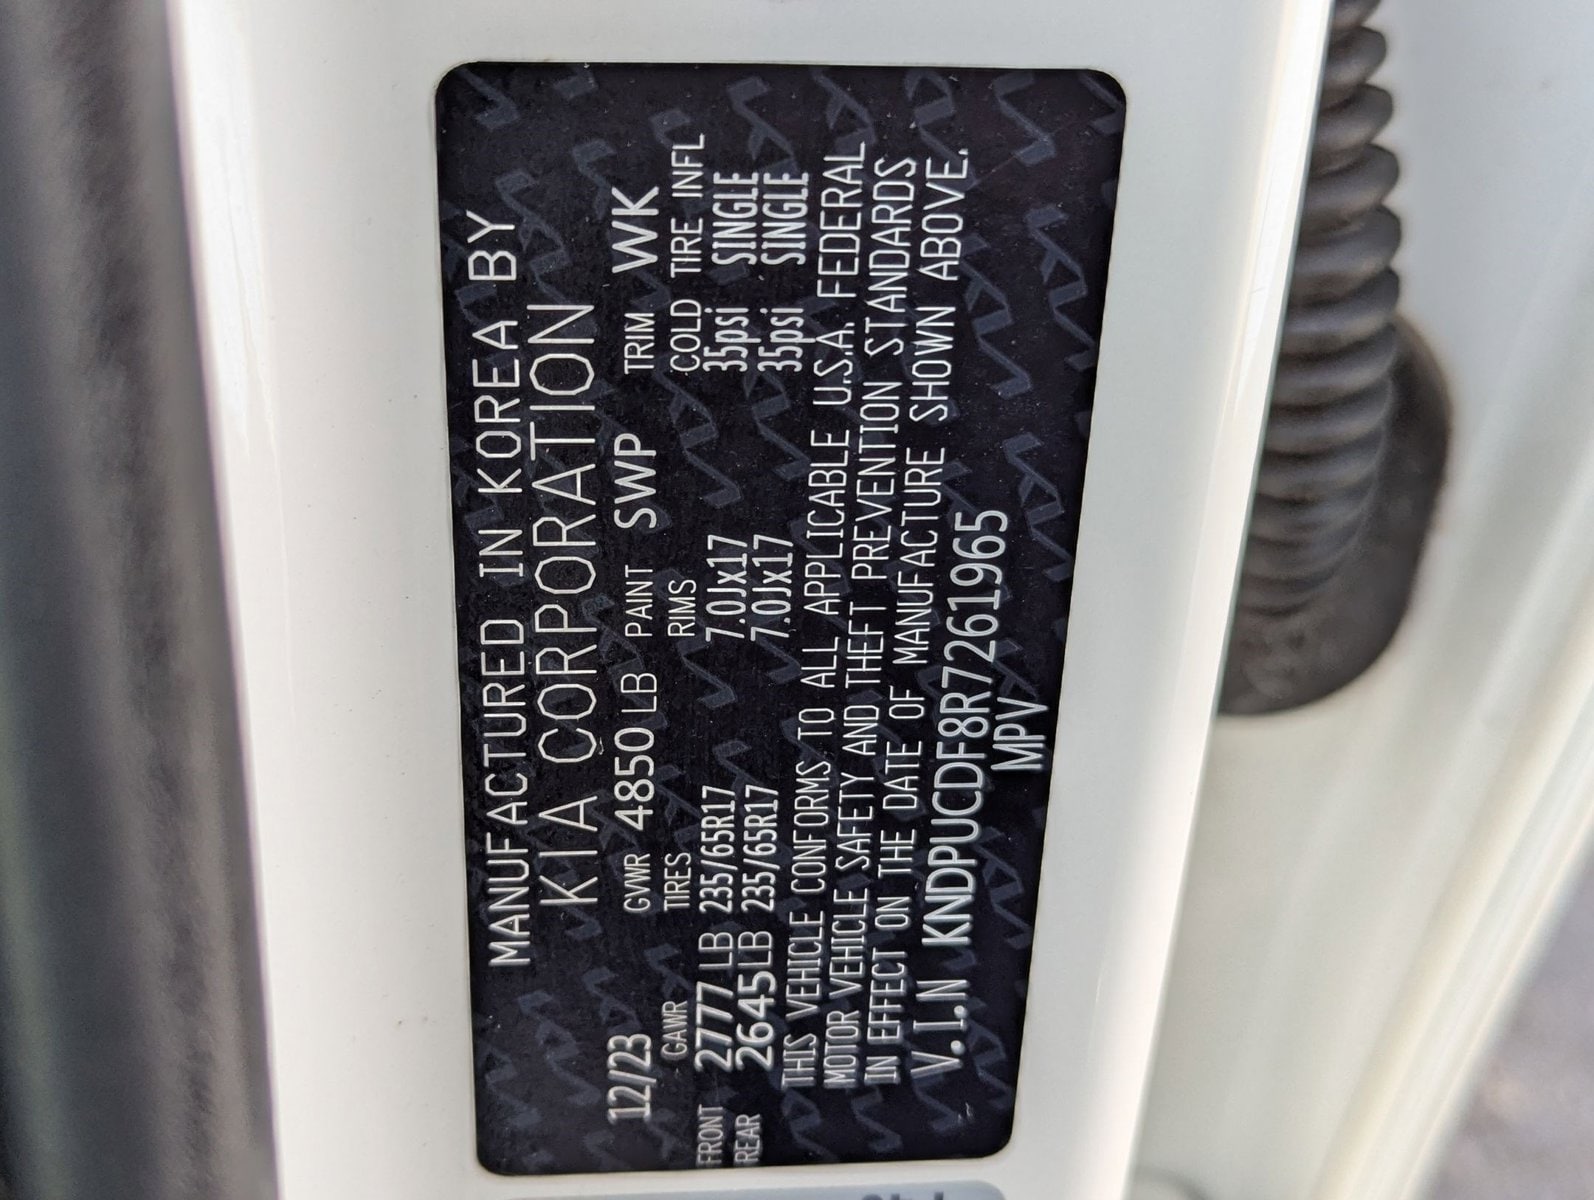 MANUFACTURED IN KOREA BY
KIA CORPORATION
12/23 GVWR 4850 LB PAINT SWP TRIM WK
GAWR TIRES RIMS COLD TIRE INFL
FRONT 2777 LB 235/65R17 7.0Jx17 35psi SINGLE
REAR 2645 LB 235/65R17 7.0Jx17 35psi SINGLE
THIS VEHICLE CONFORMS TO ALL APPLICABLE U.S.A. FEDERAL
MOTOR VEHICLE SAFETY AND THEFT PREVENTION STANDARDS
IN EFFECT ON THE DATE OF MANUFACTURE SHOWN ABOVE.
V.I.N KNDPUCDF8R7261965
MPV